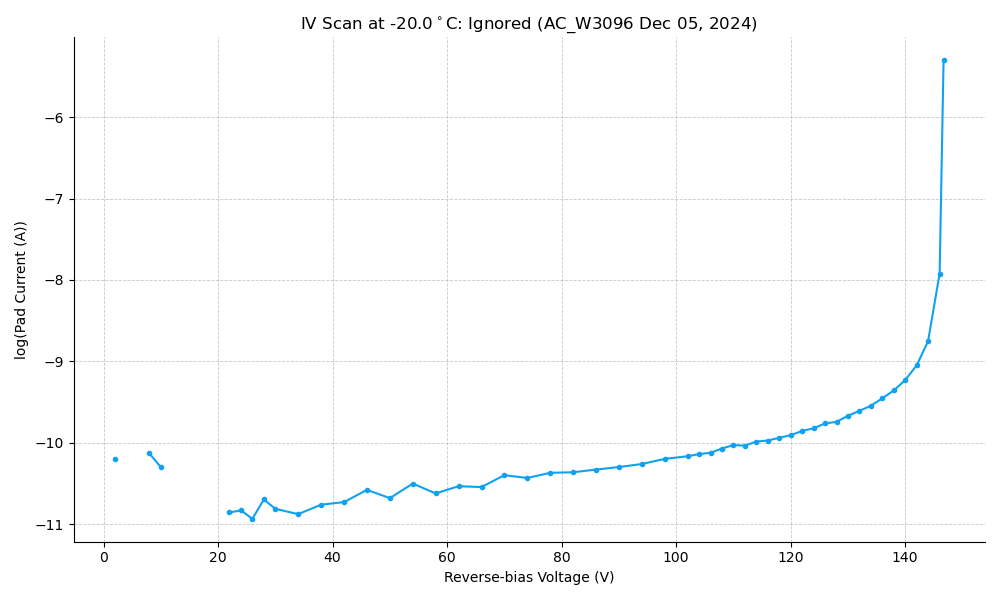 IV Scan at -20.0°C: Ignored (AC_W3096 Dec 05, 2024)
log(Pad Current (A))
−6
−7
−8
−9
−10
−11
0 20 40 60 80 100 120 140
Reverse-bias Voltage (V)